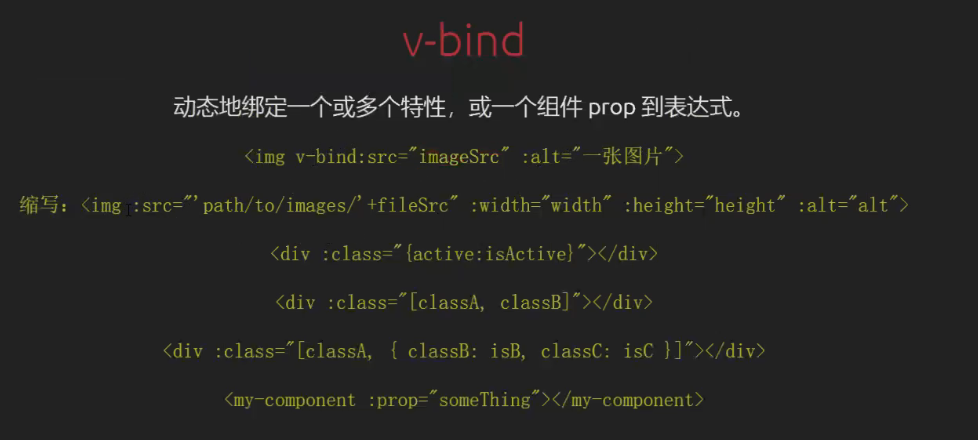 v-bind
动态地绑定一个或多个特性，或一个组件 prop 到表达式。
<img v-bind:src="imageSrc" :alt="一张图片">
缩写：<img :src="'path/to/images/'+fileSrc" :width="width" :height="height" :alt="alt">
<div :class="{active:isActive}"></div>
<div :class="[classA, classB]"></div>
<div :class="[classA, { classB: isB, classC: isC }]"></div>
<my-component :prop="someThing"></my-component>